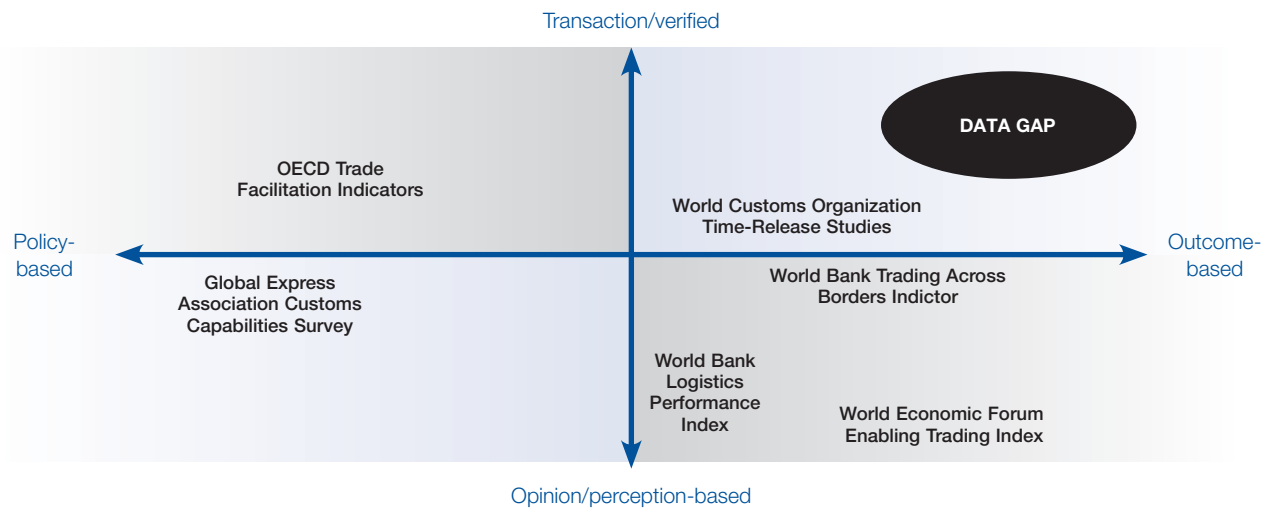 Transaction/verified
DATA GAP
OECD Trade
Facilitation Indicators
World Customs Organization
Time-Release Studies
Policy-
based
Outcome-
based
Global Express
Association Customs
Capabilities Survey
World Bank Trading Across
Borders Indictor
World Bank
Logistics
Performance
Index
World Economic Forum
Enabling Trading Index
Opinion/perception-based